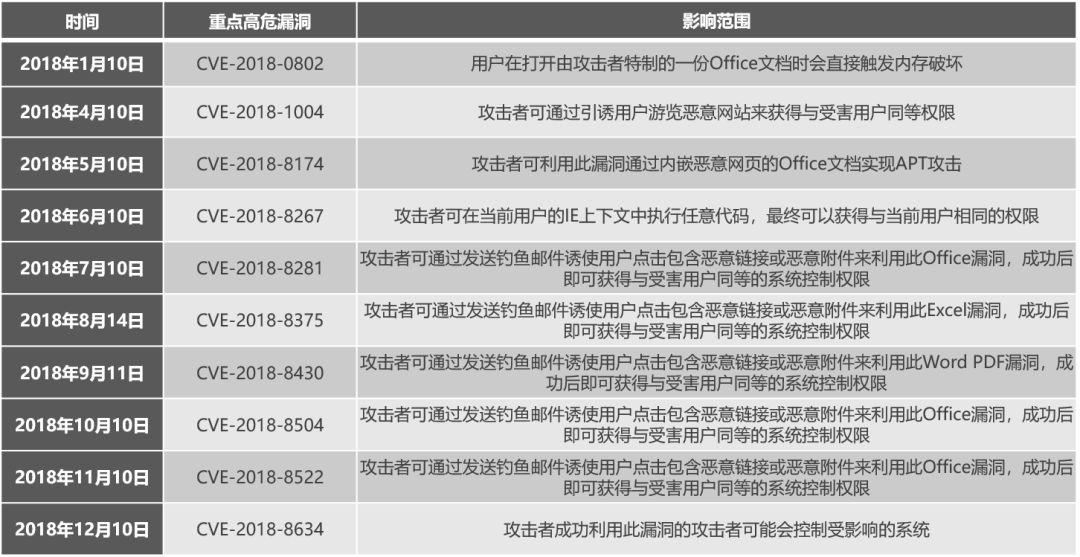 时间 重点高危漏洞 影响范围
2018年1月10日 CVE-2018-0802 用户在打开由攻击者特制的一份Office文档时会直接触发内存破坏
2018年4月10日 CVE-2018-1004 攻击者可通过引诱用户游览恶意网站来获得与受害用户同等权限
2018年5月10日 CVE-2018-8174 攻击者可利用此漏洞通过内嵌恶意网页的Office文档实现APT攻击
2018年6月10日 CVE-2018-8267 攻击者可在当前用户的IE上下文中执行任意代码，最终可以获得与当前用户相同的权限
2018年7月10日 CVE-2018-8281 攻击者可通过发送钓鱼邮件诱使用户点击包含恶意链接或恶意附件来利用此Office漏洞，成功后
即可获得与受害用户同等的系统控制权限
2018年8月14日 CVE-2018-8375 攻击者可通过发送钓鱼邮件诱使用户点击包含恶意链接或恶意附件来利用此Excel漏洞，成功后
即可获得与受害用户同等的系统控制权限
2018年9月11日 CVE-2018-8430 攻击者可通过发送钓鱼邮件诱使用户点击包含恶意链接或恶意附件来利用此Word PDF漏洞，成
功后即可获得与受害用户同等的系统控制权限
2018年10月10日 CVE-2018-8504 攻击者可通过发送钓鱼邮件诱使用户点击包含恶意链接或恶意附件来利用此Office漏洞，成功后
即可获得与受害用户同等的系统控制权限
2018年11月10日 CVE-2018-8522 攻击者可通过发送钓鱼邮件诱使用户点击包含恶意链接或恶意附件来利用此Office漏洞，成功后
即可获得与受害用户同等的系统控制权限
2018年12月10日 CVE-2018-8634 攻击者成功利用此漏洞的攻击者可能会控制受影响的系统